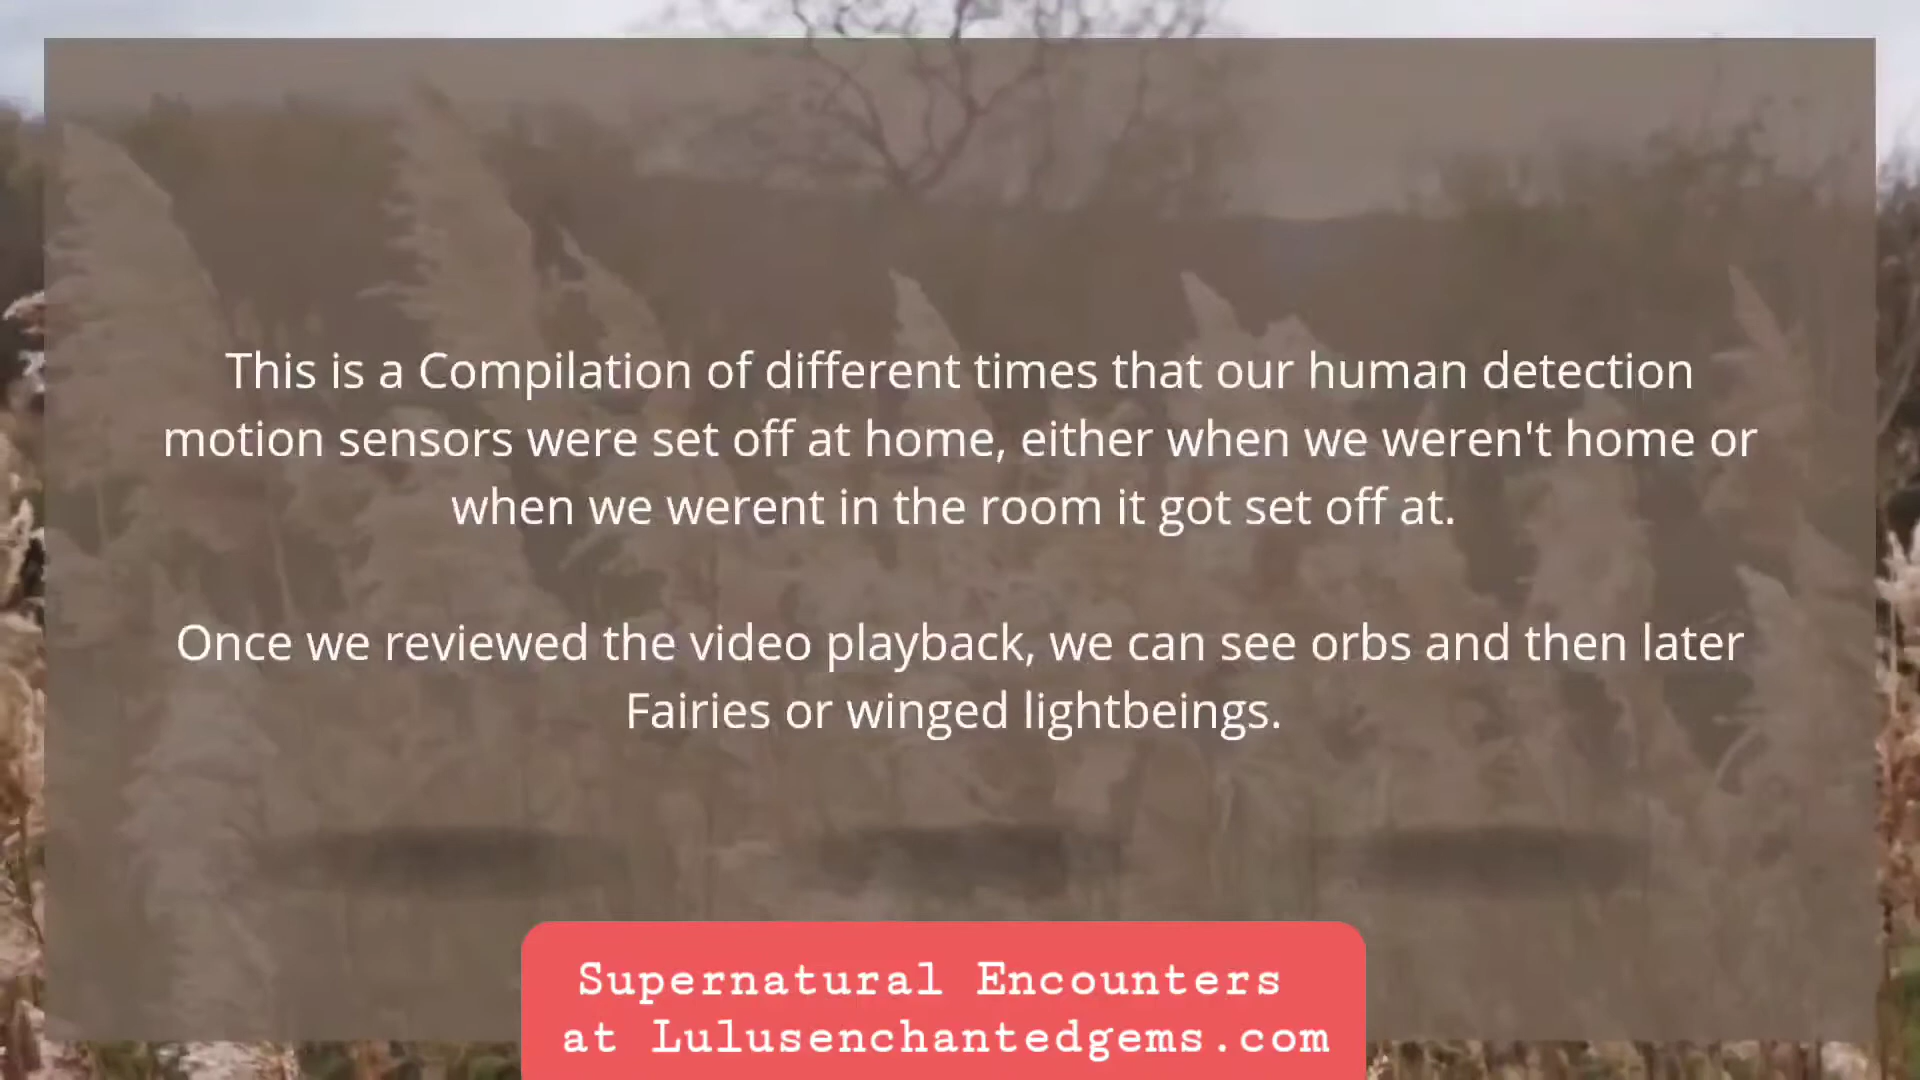 This is a Compilation of different times that our human detection
motion sensors were set off at home, either when we weren't home or
when we werent in the room it got set off at.
Once we reviewed the video playback, we can see orbs and then later
Fairies or winged lightbeings.
Supernatural Encounters
at Lulusenchantedgems.com